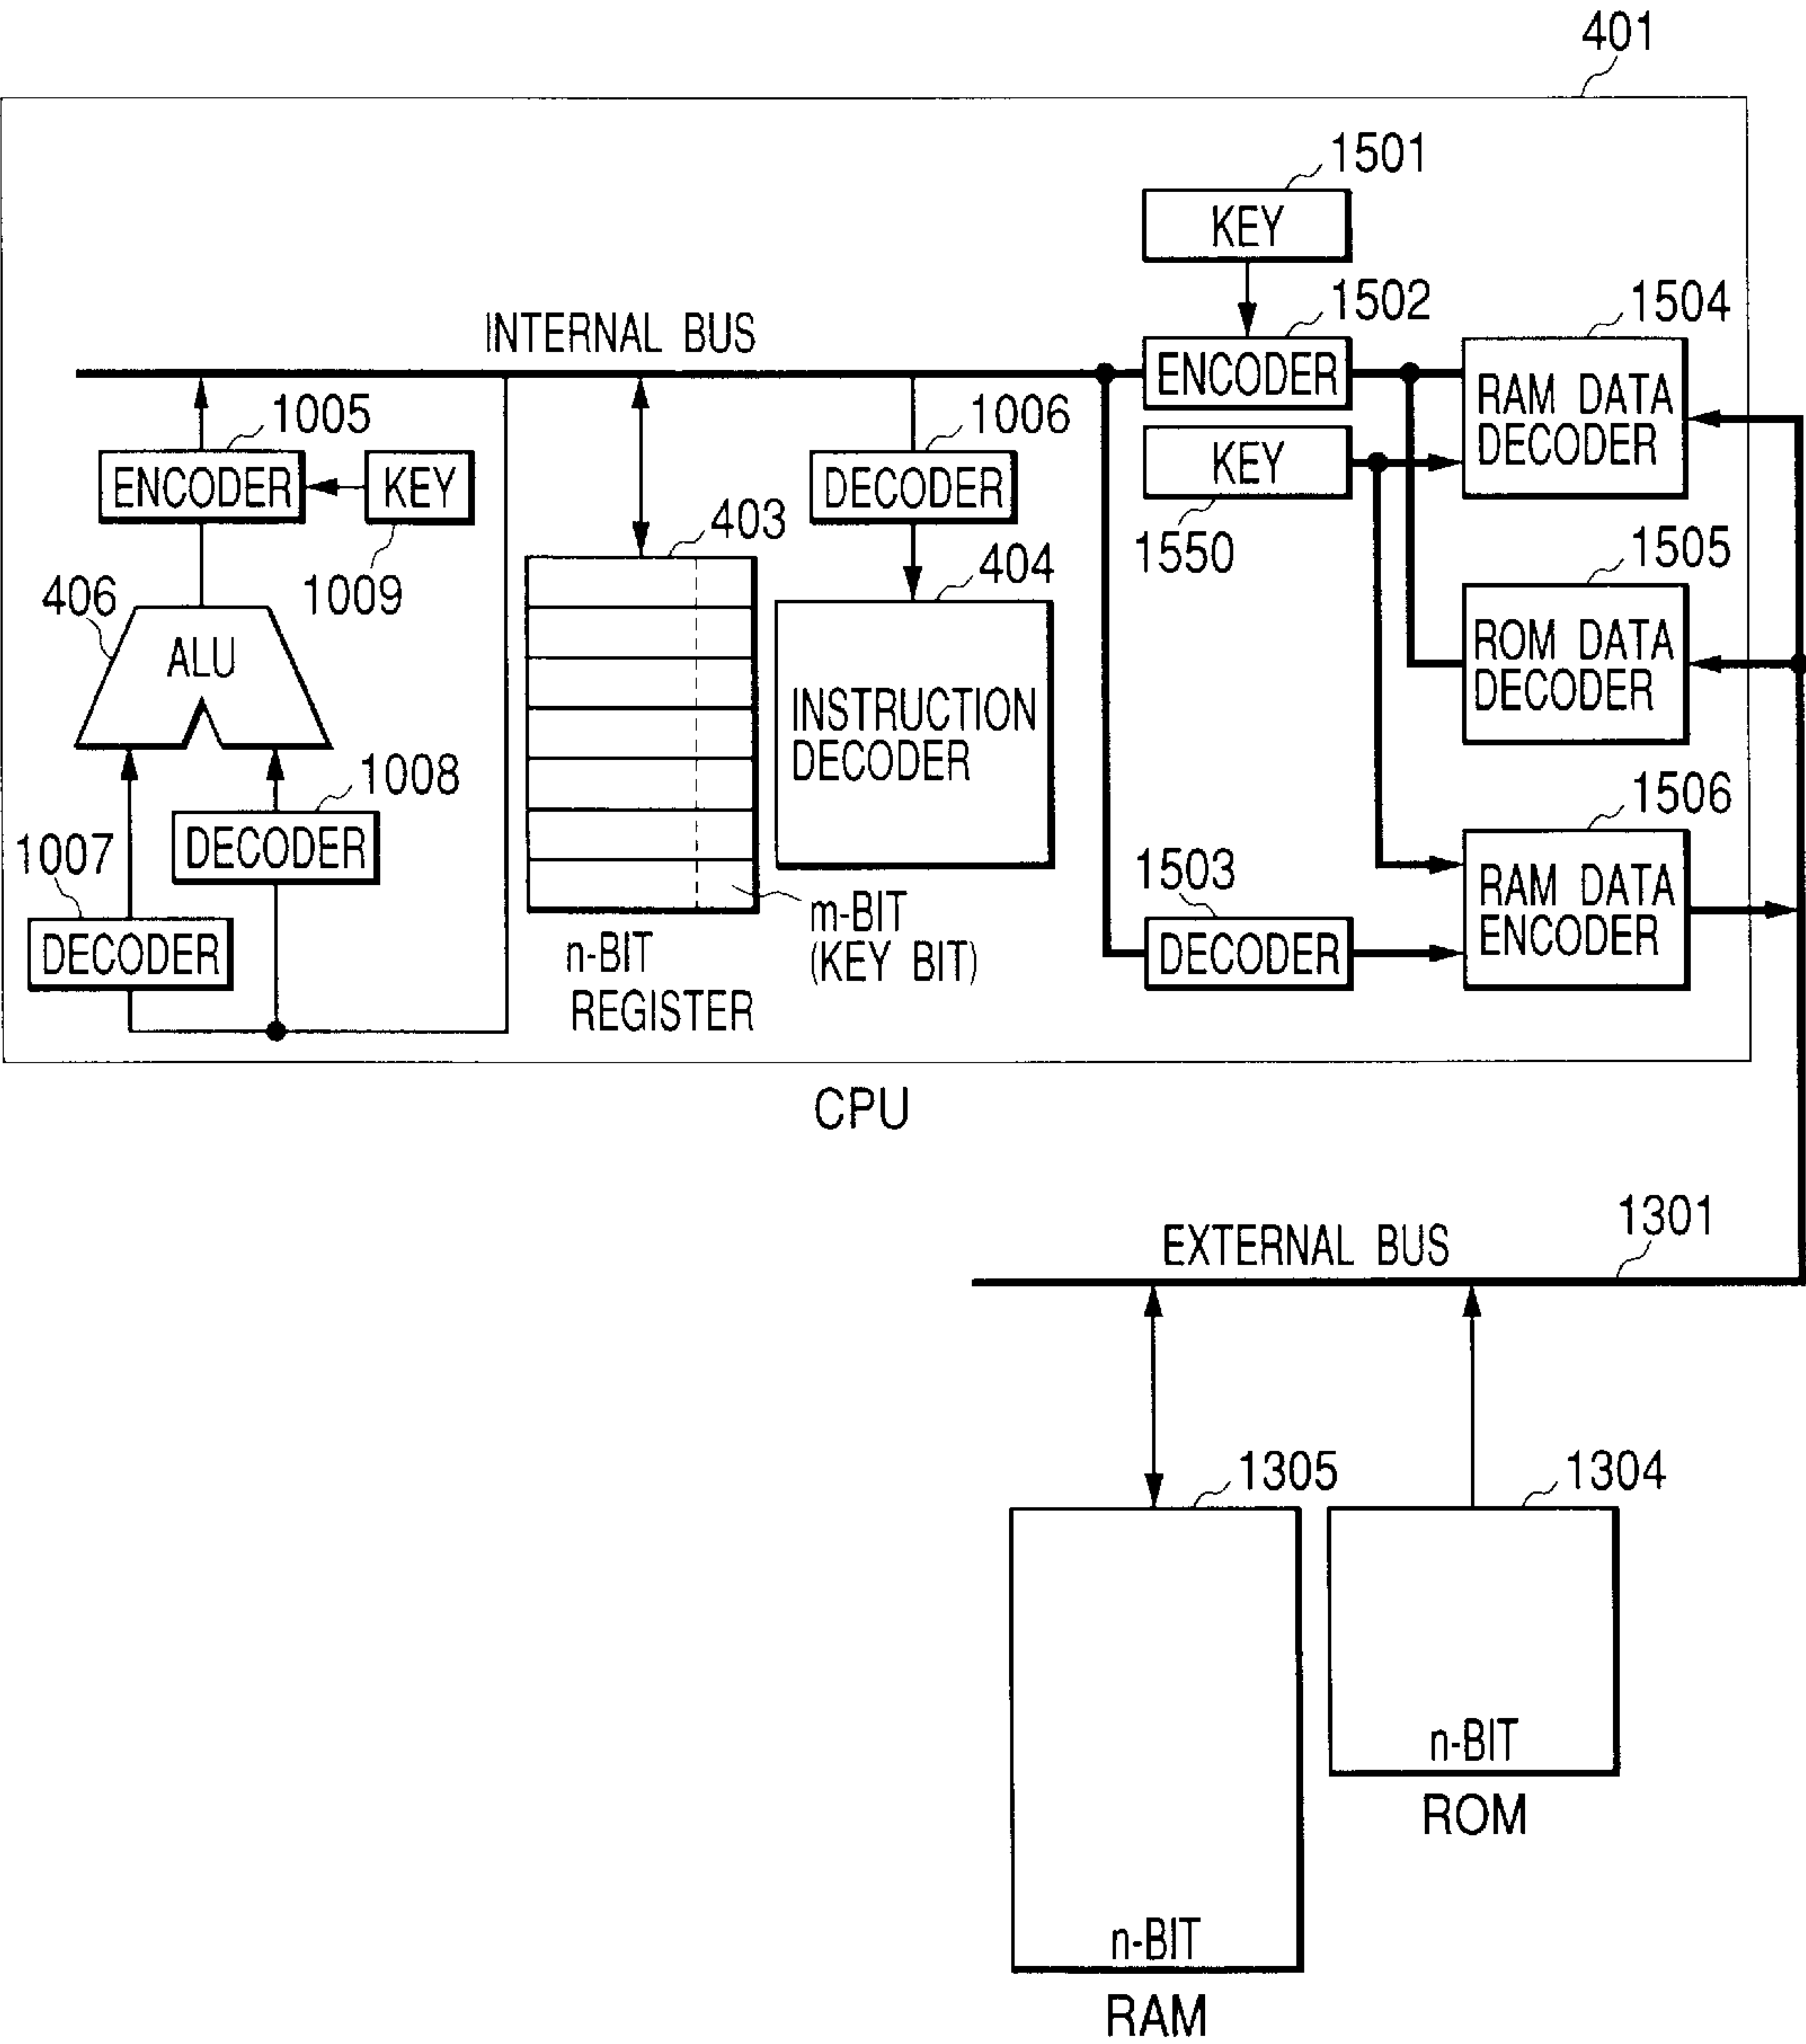 401
1501
KEY
1502
1504
INTERNAL BUS
ENCODER
RAM DATA
DECODER
1005
1006
ENCODER
KEY
DECODER
KEY
403
1550
1505
404
1009
406
ALU
ROM DATA
DECODER
INSTRUCTION
DECODER
1008
1506
1007
DECODER
1503
RAM DATA
ENCODER
m-BIT
(KEY BIT)
DECODER
n-BIT
REGISTER
DECODER
CPU
1301
EXTERNAL BUS
1305
1304
n-BIT
ROM
n-BIT
RAM